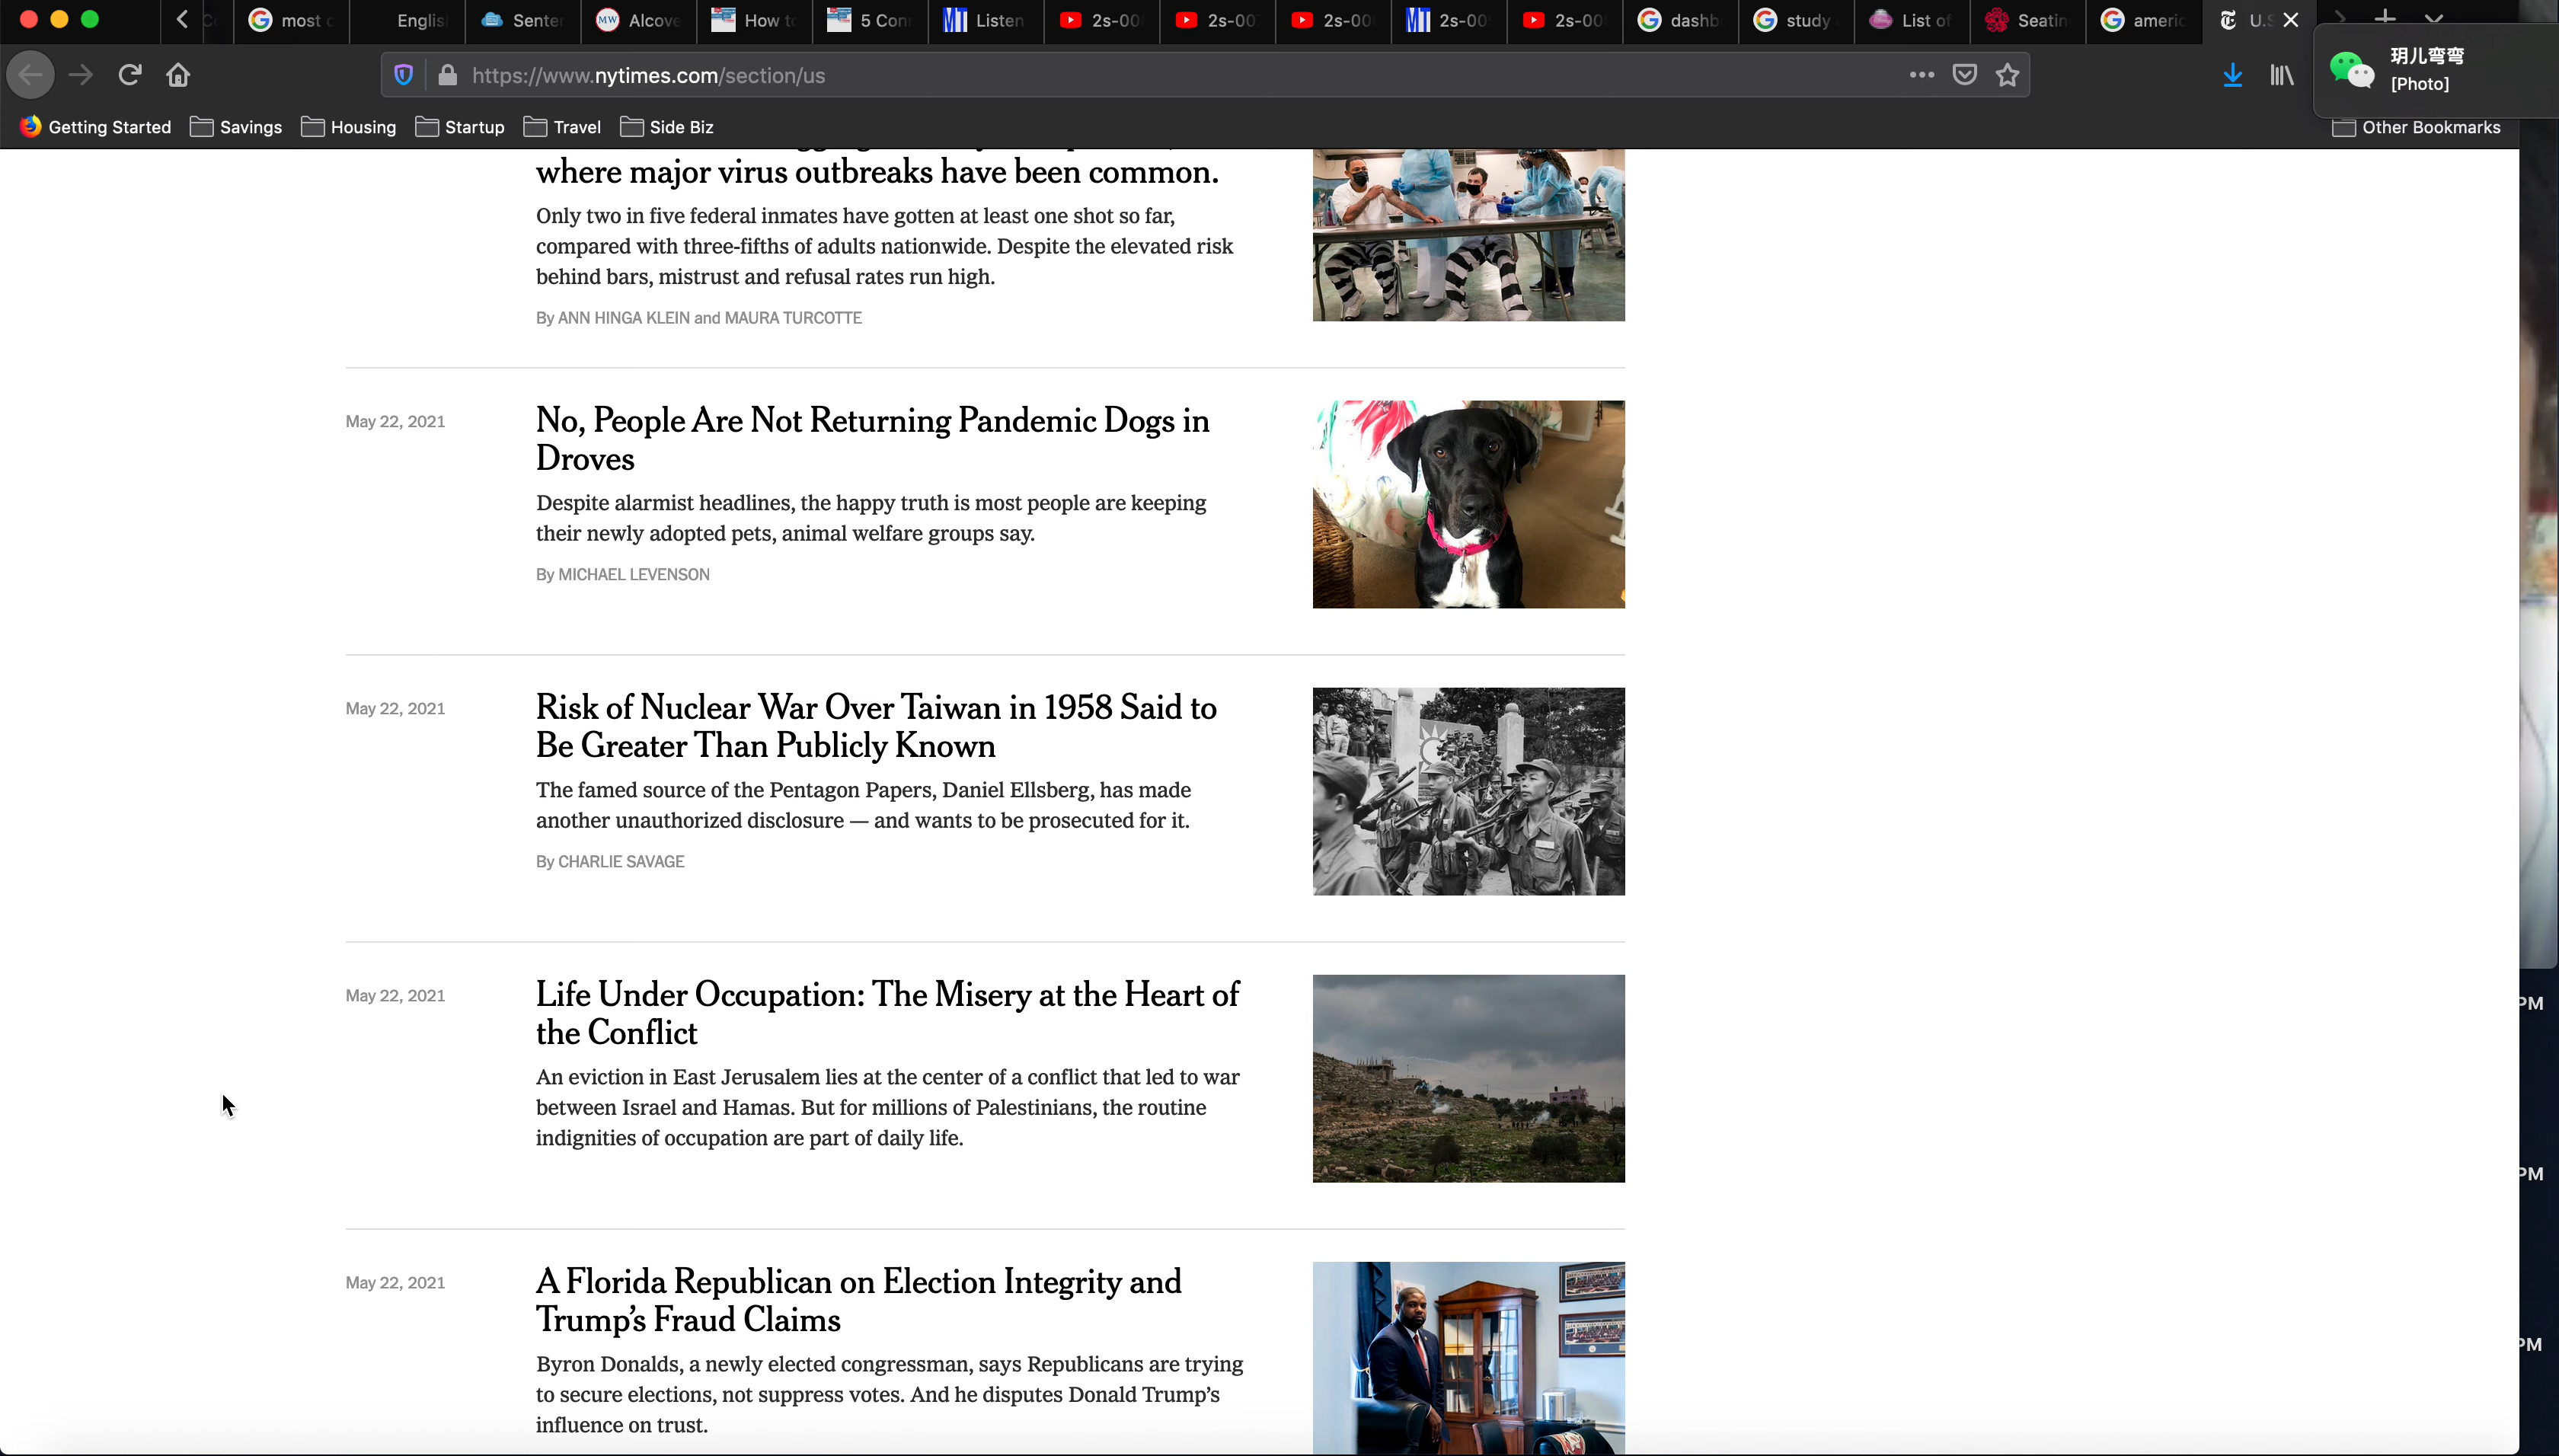 most
Englis
Senter
MW
Alcove
How to
5 Con
MT
Listen
2s-00
2s-00
2s-00
MT
2s-00
2s-00
dashb
study
List of
Seatin
americ
U.S
玥儿弯弯
[Photo]
https://www.nytimes.com/section/us
Getting Started
Savings
Housing
Startup
Travel
Side Biz
Other Bookmarks
where major virus outbreaks have been common.
Only two in five federal inmates have gotten at least one shot so far,
compared with three-fifths of adults nationwide. Despite the elevated risk
behind bars, mistrust and refusal rates run high.
By ANN HINGA KLEIN and MAURA TURCOTTE
May 22, 2021
No, People Are Not Returning Pandemic Dogs in
Droves
Despite alarmist headlines, the happy truth is most people are keeping
their newly adopted pets, animal welfare groups say.
By MICHAEL LEVENSON
May 22, 2021
Risk of Nuclear War Over Taiwan in 1958 Said to
Be Greater Than Publicly Known
The famed source of the Pentagon Papers, Daniel Ellsberg, has made
another unauthorized disclosure — and wants to be prosecuted for it.
By CHARLIE SAVAGE
May 22, 2021
Life Under Occupation: The Misery at the Heart of
the Conflict
An eviction in East Jerusalem lies at the center of a conflict that led to war
between Israel and Hamas. But for millions of Palestinians, the routine
indignities of occupation are part of daily life.
May 22, 2021
A Florida Republican on Election Integrity and
Trump's Fraud Claims
Byron Donalds, a newly elected congressman, says Republicans are trying
to secure elections, not suppress votes. And he disputes Donald Trump's
influence on trust.
PM
PM
PM